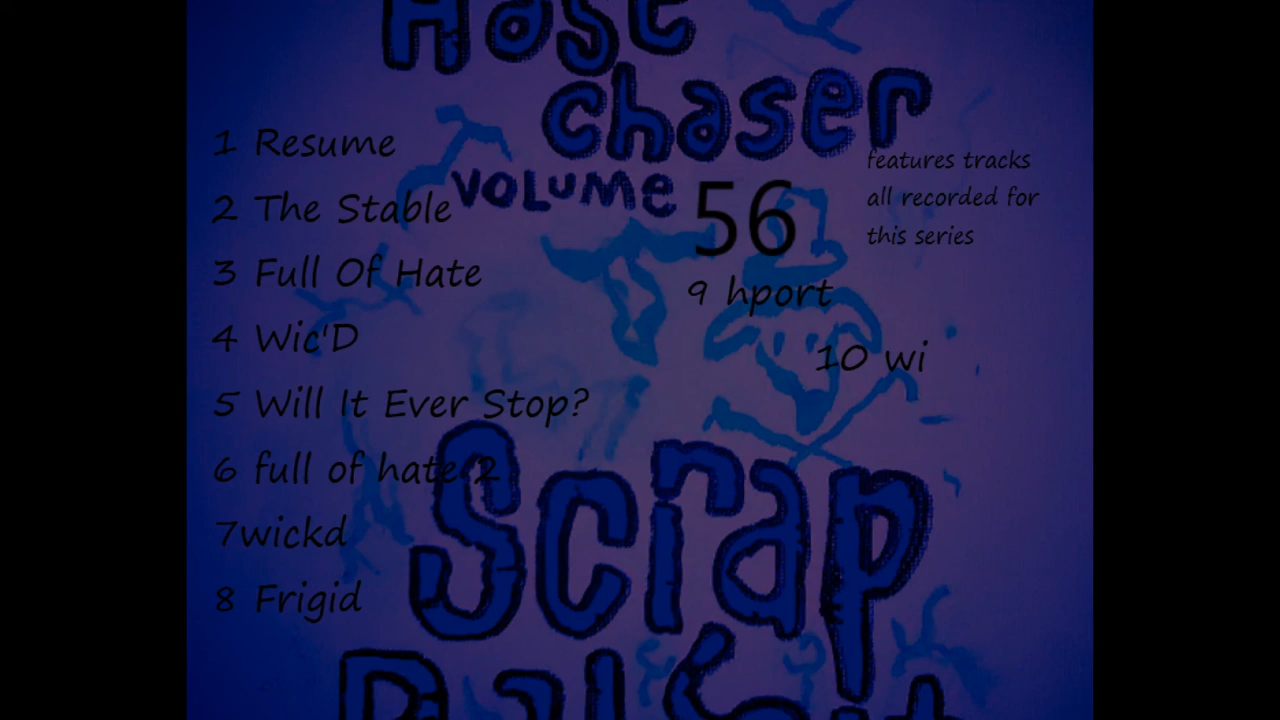 Hose
chaser
VOLUME 56
features tracks
all recorded for
this series
1 Resume
2 The Stable
3 Full Of Hate
4 Wic'D
5 Will It Ever Stop?
6 full of hate 2
7wickd
8 Frigid
9 hport
10 wi
Scrap